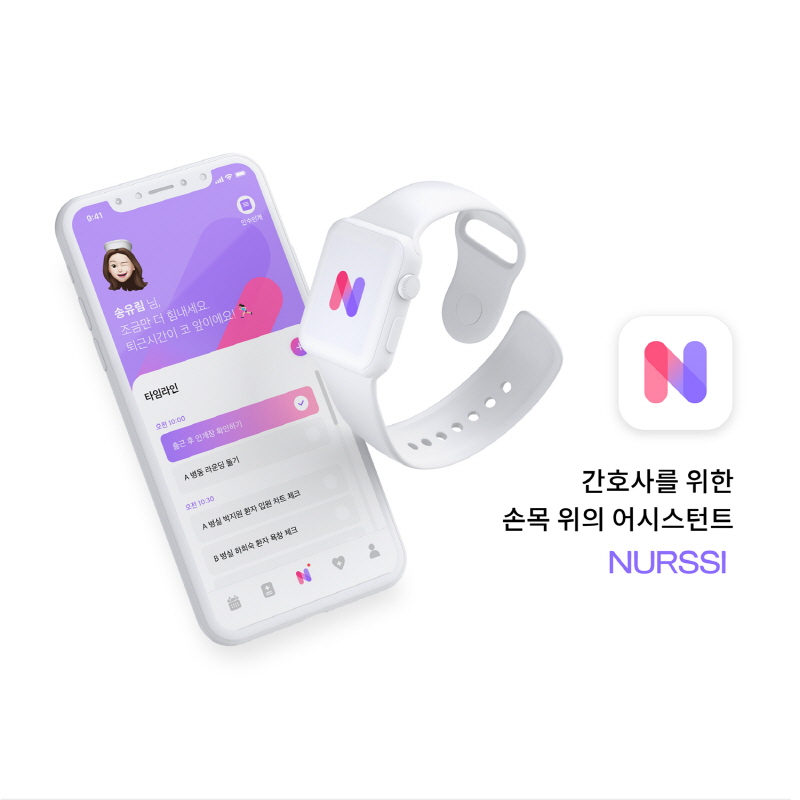 9:41
인수인계
송유림 님,
조금만 더 힘내세요.
퇴근시간이 코 앞이에요!
타임라인
오전 10:00
출근 후 인계장 확인하기
A 병동 라운딩 돌기
오전 10:30
A 병실 박지원 환자 입원 차트 체크
B 병실 하희숙 환자 욕창 체크
간호사를 위한
손목 위의 어시스턴트
NURSSI